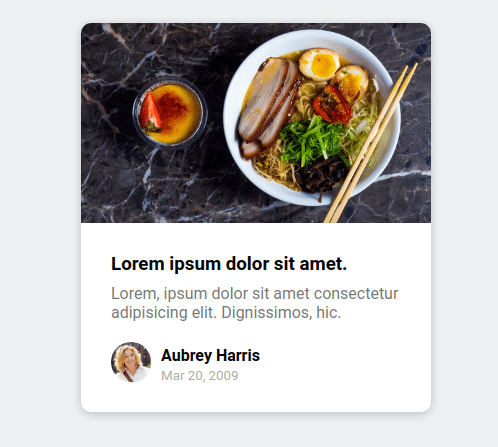 Lorem ipsum dolor sit amet.
Lorem, ipsum dolor sit amet consectetur
adipisicing elit. Dignissimos, hic.
Aubrey Harris
Mar 20, 2009